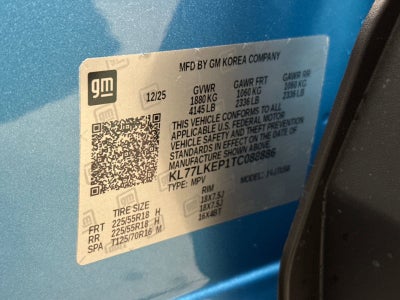 MFD BY GM KOREA COMPANY
gm
12/25 GVWR GAWR FRT GAWR RR
1880 KG 1060 KG 1060 KG
4145 LB 2336 LB 2336 LB
THIS VEHICLE CONFORMS TO ALL
APPLICABLE U.S. FEDERAL MOTOR
VEHICLE SAFETY AND THEFT PREVENTION
STANDARDS IN EFFECT ON THE DATE OF
MANUFACTURE SHOWN ABOVE.
KL77LKEP1TC088886
TYPE: MPV MODEL:
TIRE SIZE RIM
FRT 225/55R18 H 18X7.5J
RR 225/55R18 H 18X7.5J
SPA T125/70R16 M 16X4BT